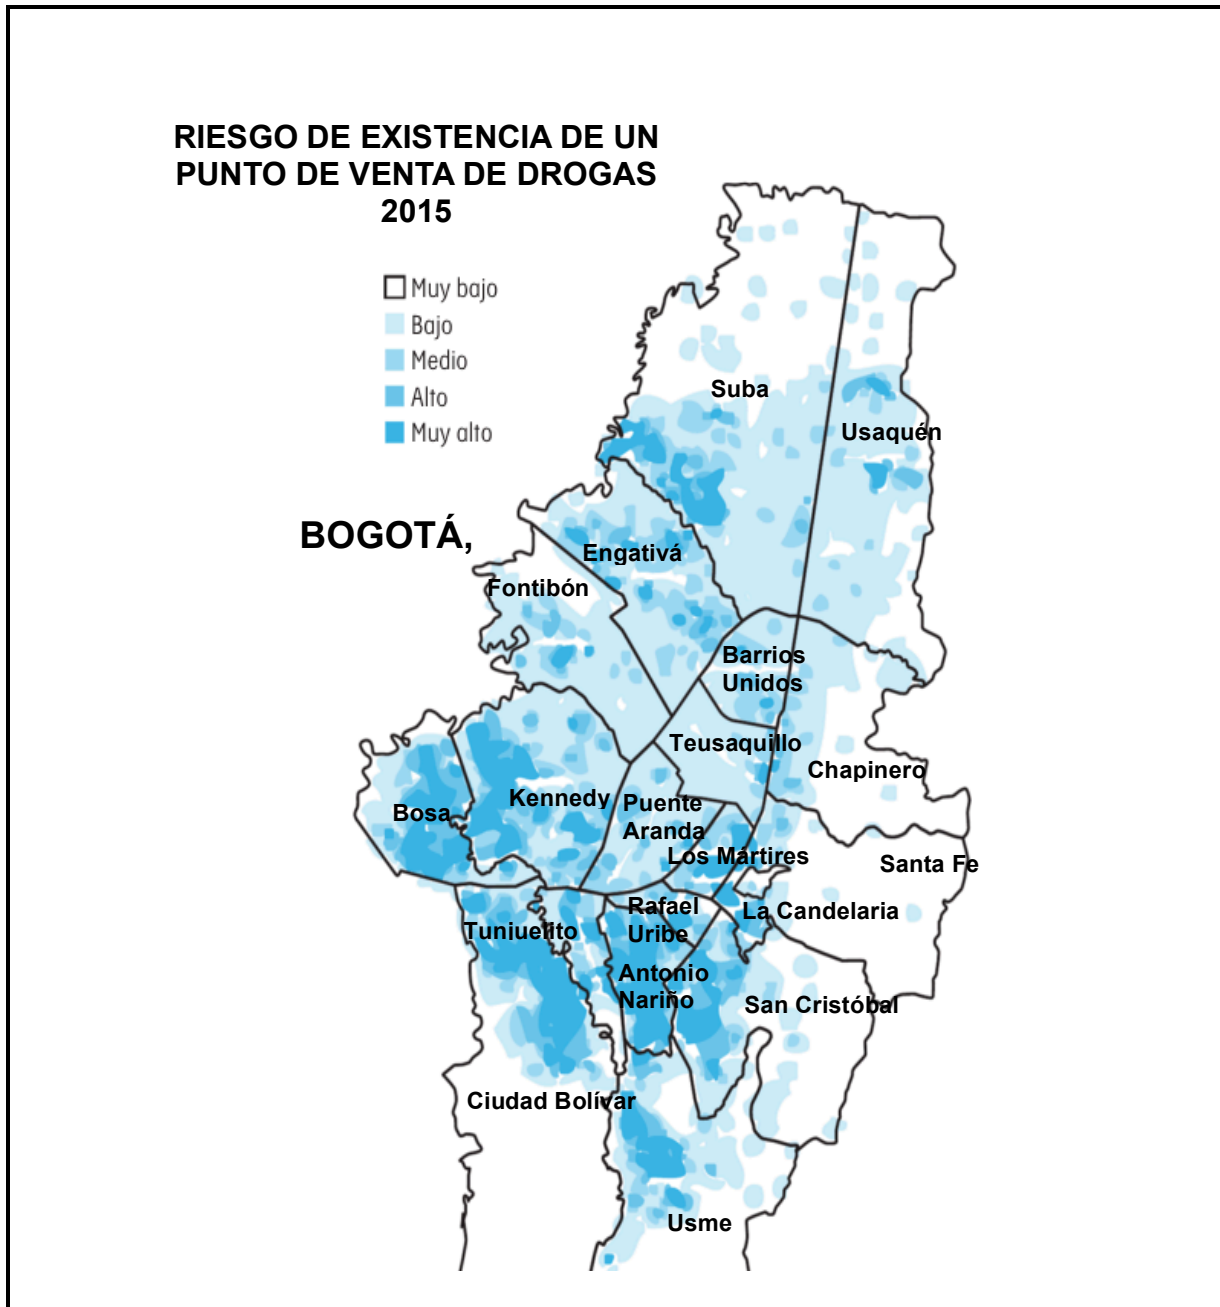 RIESGO DE EXISTENCIA DE UN
PUNTO DE VENTA DE DROGAS
2015
Muy bajo
Bajo
Medio
Alto
Muy alto
BOGOTÁ,
Suba
Usaquén
Engativá
Fontibón
Barrios
Unidos
Teusaquillo
Chapinero
Kennedy
Bosa
Puente
Aranda
Los Mártires
Santa Fe
La Candelaria
Rafael
Uribe
Tuniuelito
Antonio
Nariño
San Cristóbal
Ciudad Bolívar
Usme